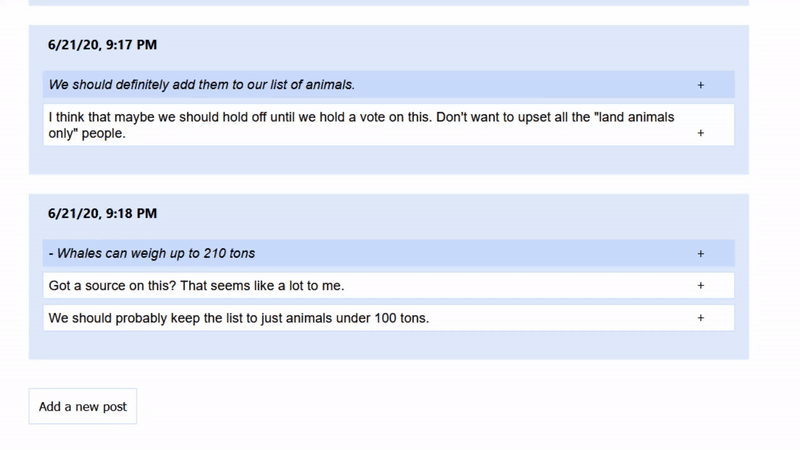 6/21/20, 9:17 PM
We should definitely add them to our list of animals. +
I think that maybe we should hold off until we hold a vote on this. Don't want to upset all the "land animals
only" people. +
6/21/20, 9:18 PM
- Whales can weigh up to 210 tons +
Got a source on this? That seems like a lot to me. +
We should probably keep the list to just animals under 100 tons. +
Add a new post